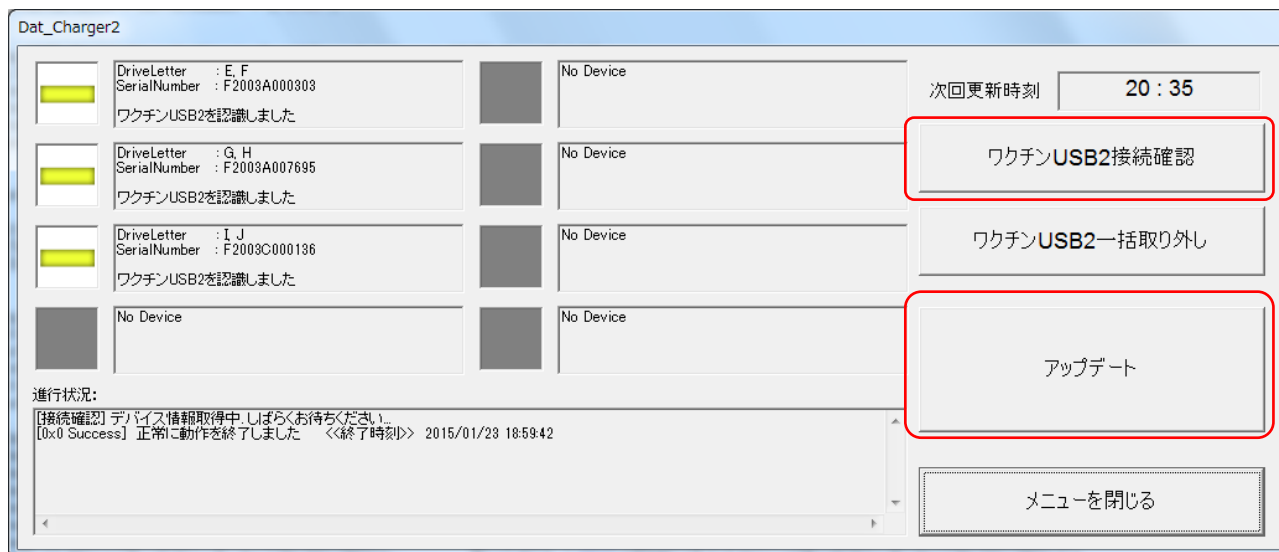 Dat_Charger2
DriveLetter : E, F
SerialNumber : F2003A000303
ワクチンUSB2を認識しました
No Device
次回更新時刻
20 : 35
ワクチンUSB2接続確認
DriveLetter : G, H
SerialNumber : F2003A007695
ワクチンUSB2を認識しました
No Device
ワクチンUSB2一括取り外し
DriveLetter : I, J
SerialNumber : F2003C000136
ワクチンUSB2を認識しました
No Device
No Device
No Device
アップデート
進行状況:
[接続確認] デバイス情報取得中.しばらくお待ちください...
[0x0 Success] 正常に動作を終了しました <<終了時刻>> 2015/01/23 18:59:42
メニューを閉じる